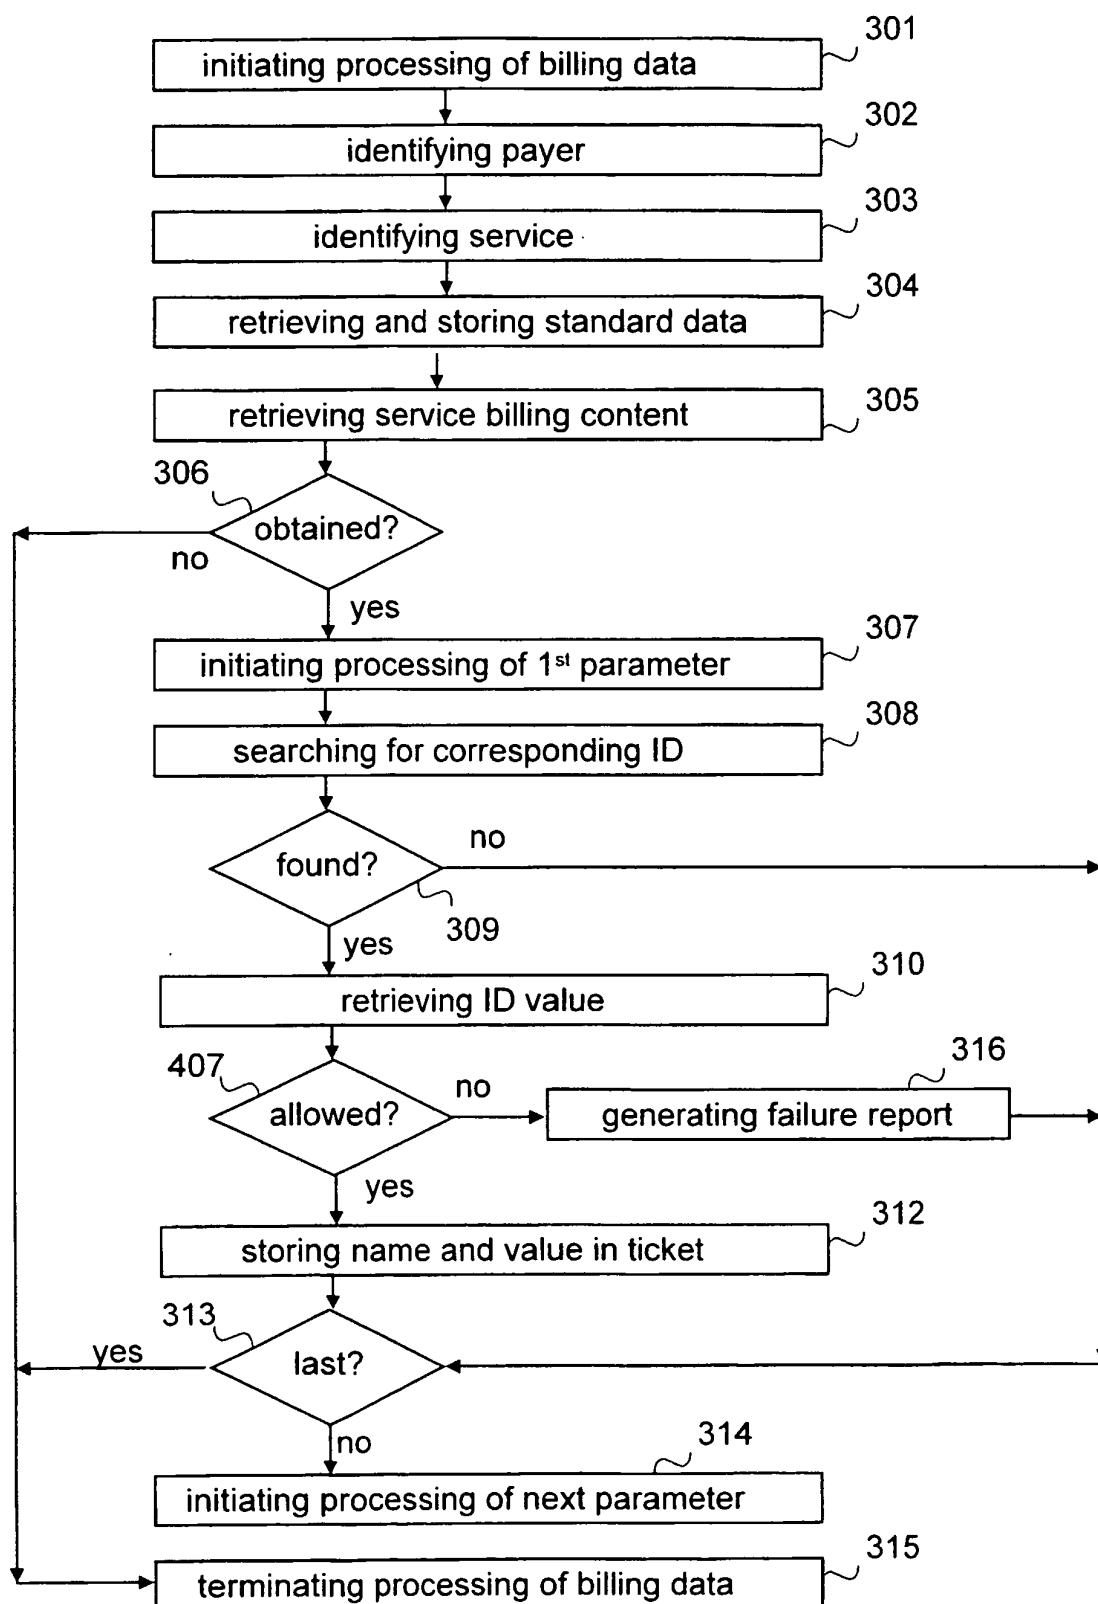 301
initiating processing of billing data
302
identifying payer
303
identifying service
304
retrieving and storing standard data
305
retrieving service billing content
306
obtained?
no
yes
307
initiating processing of 1st parameter
308
searching for corresponding ID
found?
no
309
yes
310
retrieving ID value
407
allowed?
no
316
generating failure report
yes
312
storing name and value in ticket
313
last?
yes
no
314
initiating processing of next parameter
315
terminating processing of billing data